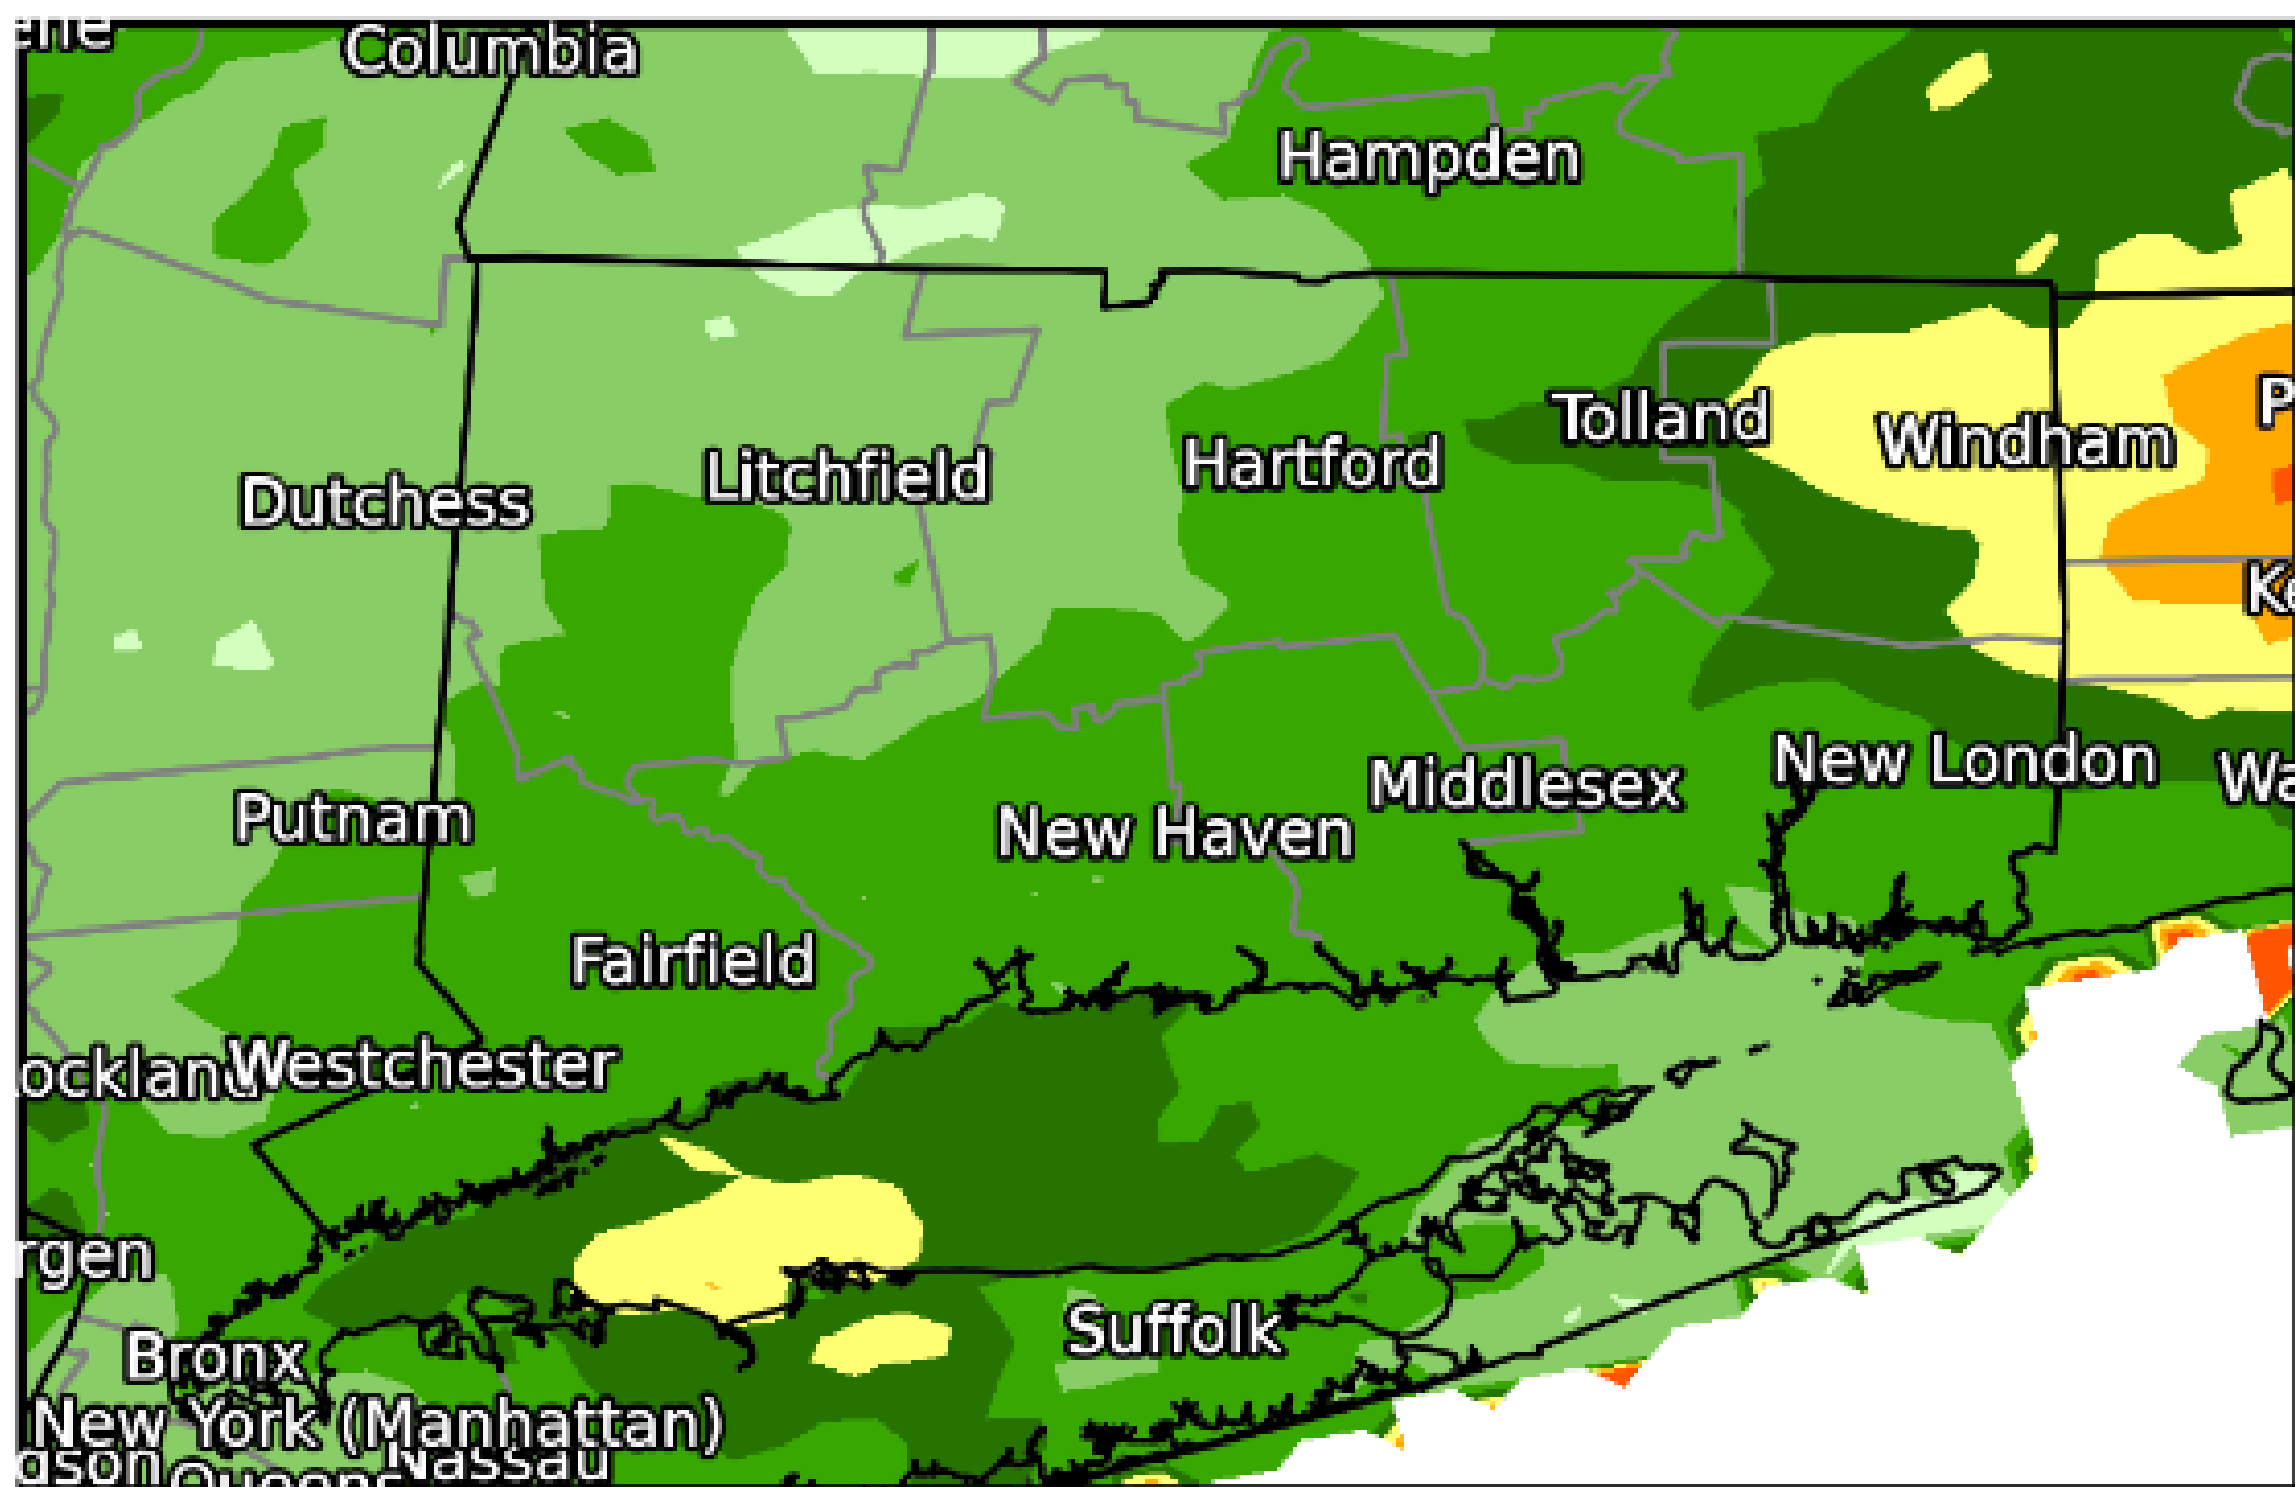 Columbia
Hampden
Tolland
Windham
Litchfield
Hartford
Dutchess
New London
Middlesex
Putnam
New Haven
Fairfield
Westchester
Suffolk
Bronx
New York (Manhattan)
Nassau